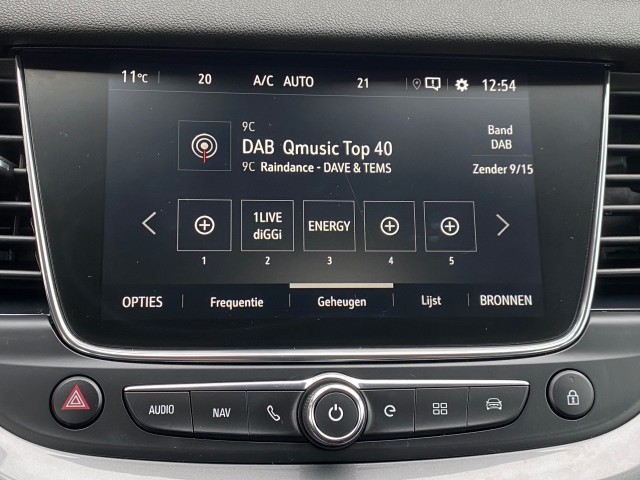 11°C 20 A/C AUTO 21 12:54
9C
DAB Qmusic Top 40
9C Raindance - DAVE & TEMS
Band
DAB
Zender 9/15
1LIVE
diGGi
ENERGY
1 2 3 4 5
OPTIES Frequentie Geheugen Lijst BRONNEN
AUDIO NAV